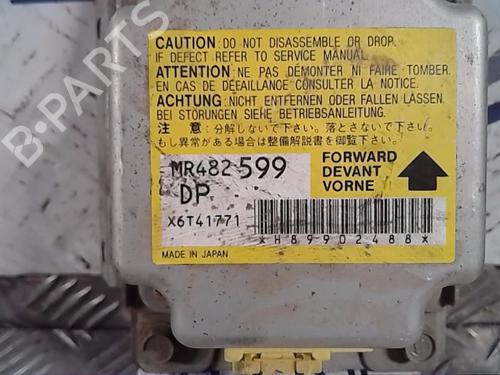 B-PARTS
CAUTION: DO NOT DISASSEMBLE OR DROP.
IF DEFECT REFER TO SERVICE MANUAL.
ATTENTION: NE PAS DÉMONTER NI FAIRE TOMBER.
EN CAS DE DÉFAILLANCE CONSULTER LA NOTICE.
ACHTUNG: NICHT ENTFERNEN ODER FALLEN LASSEN.
BEI STÖRUNGEN SIEHE BETRIEBSANLEITUNG.
注 意: 分解しないで下さい。落とさないで下さい。
もし異常がある場合は整備解説書を御覧下さい。
MR482599
DP
X6T41771
FORWARD
DEVANT
VORNE
*H89902488*
MADE IN JAPAN